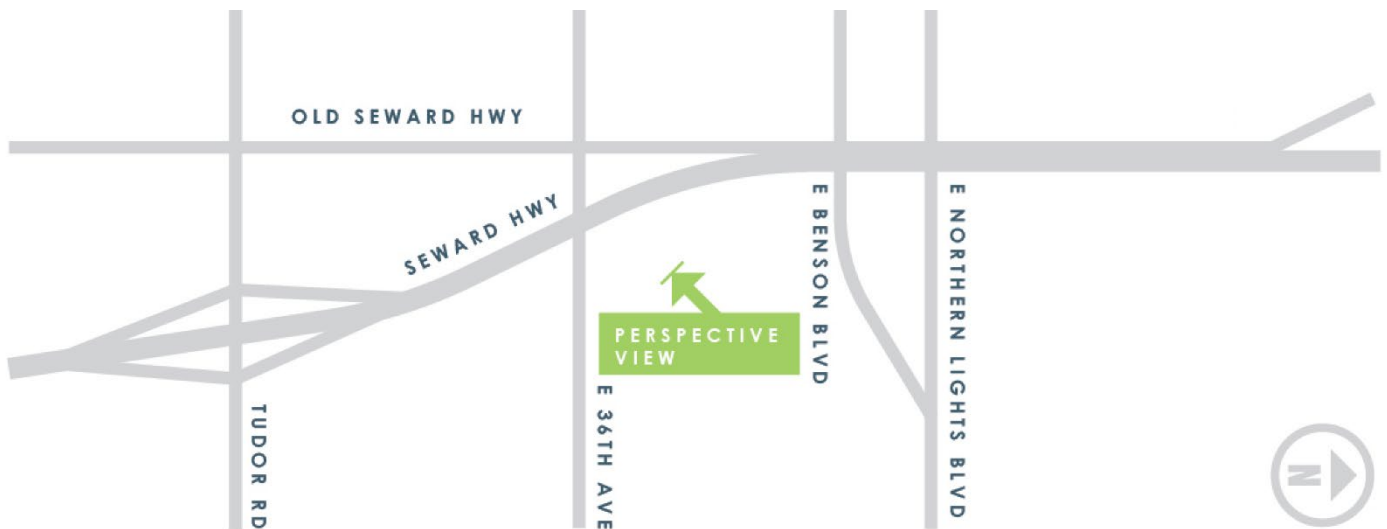 OLD SEWARD HWY
SEWARD HWY
E BENSON BLVD
E NORTHERN LIGHTS BLVD
PERSPECTIVE
VIEW
E 36TH AVE
TUDOR RD
N